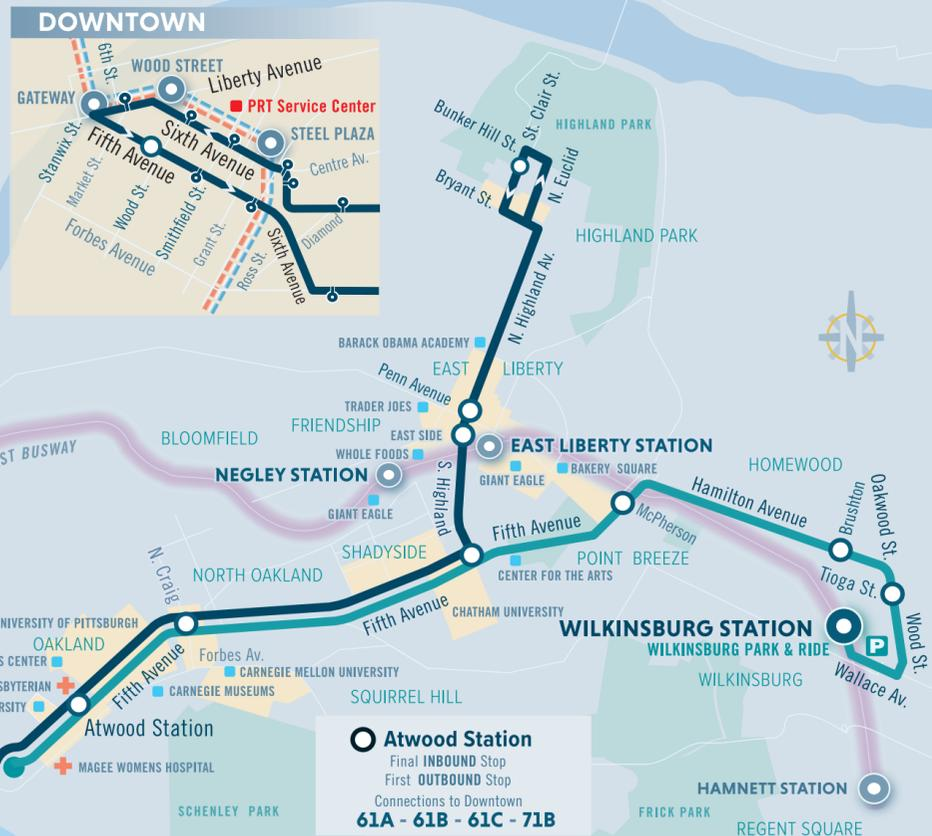 DOWNTOWN
6th St.
WOOD STREET
Liberty Avenue
GATEWAY
PRT Service Center
STEEL PLAZA
Stanwix St.
Fifth Avenue
Sixth Avenue
Centre Av.
Market St.
Wood St.
Smithfield St.
Forbes Avenue
Grant St.
Ross St.
Sixth Avenue
Diamond
Bunker Hill St.
St. Clair St.
HIGHLAND PARK
Bryant St.
N. Euclid
HIGHLAND PARK
N. Highland Av.
N
BARACK OBAMA ACADEMY
EAST LIBERTY
Penn Avenue
TRADER JOES
FRIENDSHIP
EAST SIDE
BLOOMFIELD
ST BUSWAY
WHOLE FOODS
EAST LIBERTY STATION
NEGLEY STATION
GIANT EAGLE
BAKERY SQUARE
HOMEWOOD
GIANT EAGLE
S. Highland
Hamilton Avenue
Brushton
Oakwood St.
McPherson
Fifth Avenue
SHADYSIDE
POINT BREEZE
N. Craig
NORTH OAKLAND
CENTER FOR THE ARTS
Tioga St.
Fifth Avenue
CHATHAM UNIVERSITY
NIVERSITY OF PITTSBURGH
WILKINSBURG STATION
WILKINSBURG PARK & RIDE
P
Wood St.
OAKLAND
Forbes Av.
S CENTER
CARNEGIE MELLON UNIVERSITY
SBYTERIAN
Fifth Avenue
CARNEGIE MUSEUMS
WILKINSBURG
Wallace Av.
RSITY
SQUIRREL HILL
Atwood Station
Atwood Station
Final INBOUND Stop
First OUTBOUND Stop
Connections to Downtown
61A - 61B - 61C - 71B
MAGEE WOMENS HOSPITAL
HAMNETT STATION
SCHENLEY PARK
FRICK PARK
REGENT SQUARE